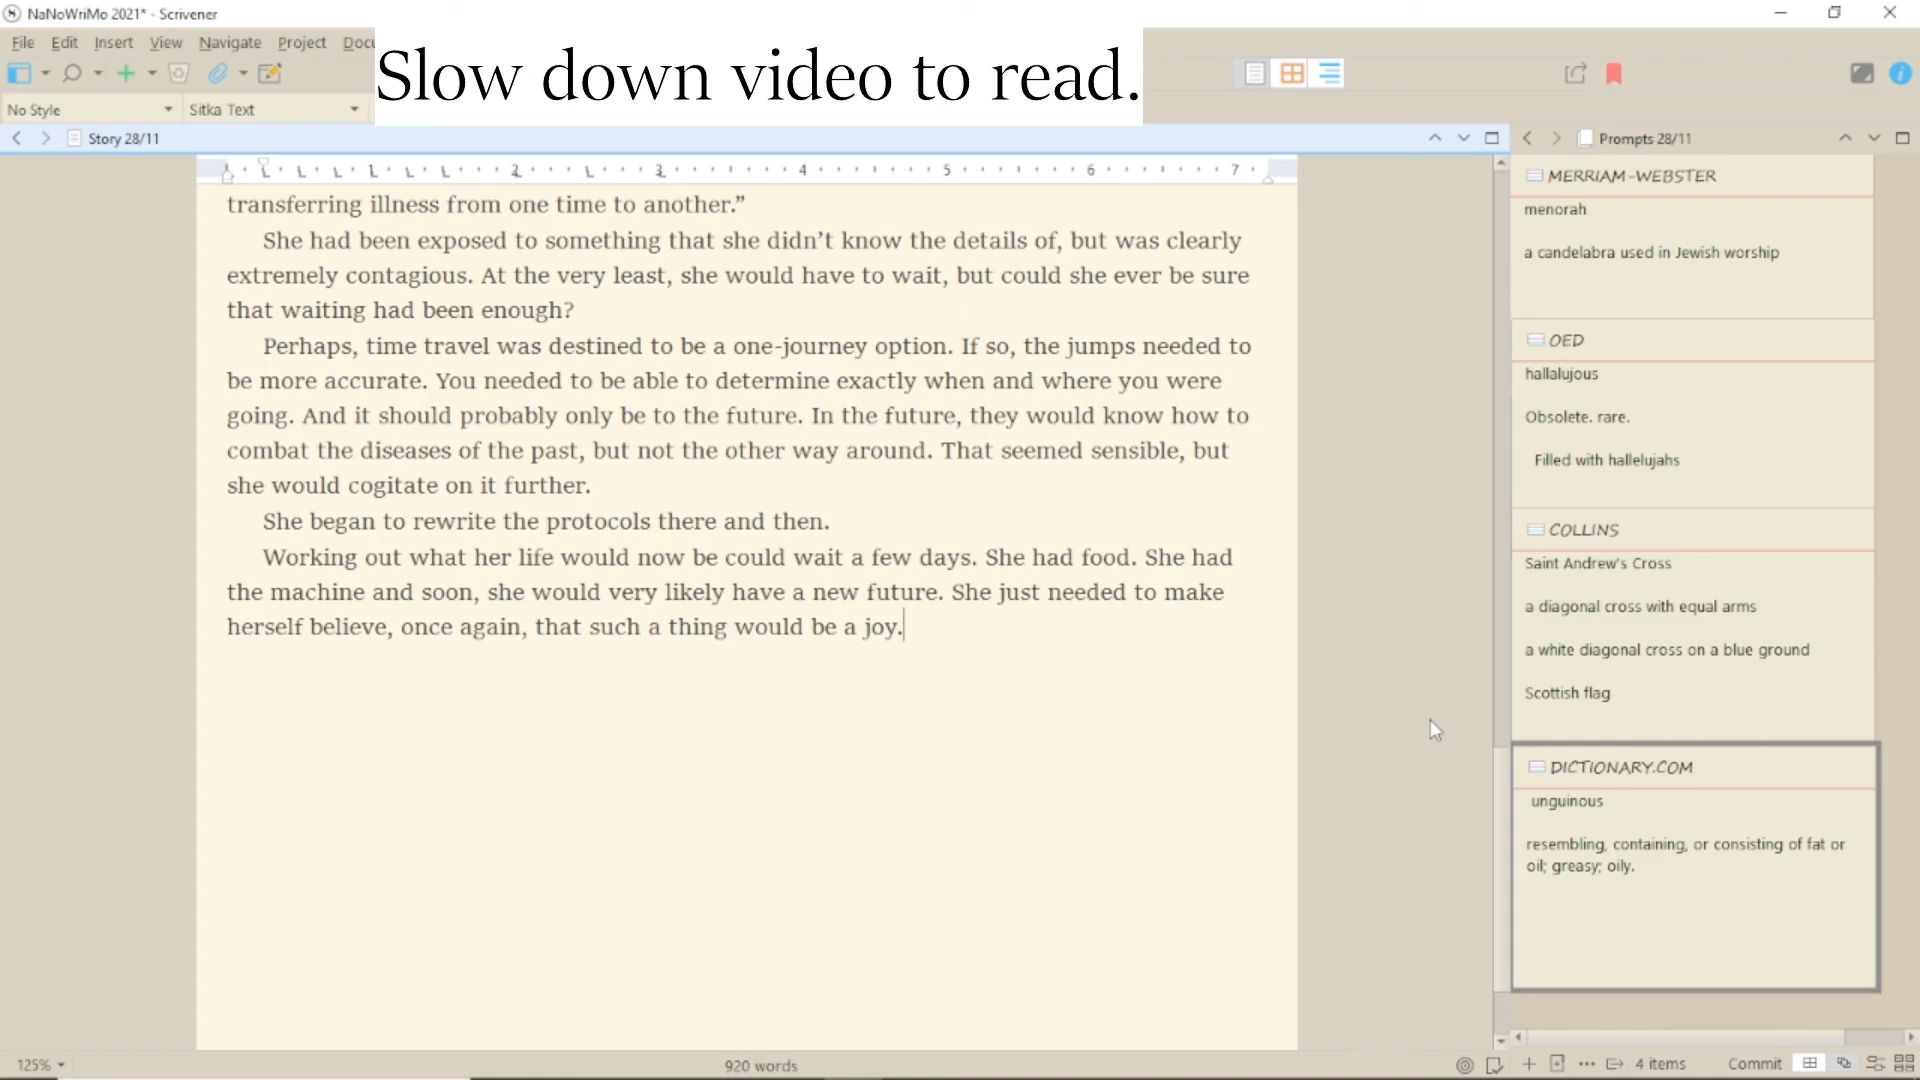 NaNoWriMo 2021* - Scrivener
File Edit Insert View Navigate Project
Slow down video to read.
No Style Sitka Text
Story 28/11
Prompts 28/11
1 2 3 4 5 6 7
transferring illness from one time to another.”
She had been exposed to something that she didn’t know the details of, but was clearly
extremely contagious. At the very least, she would have to wait, but could she ever be sure
that waiting had been enough?
Perhaps, time travel was destined to be a one-journey option. If so, the jumps needed to
be more accurate. You needed to be able to determine exactly when and where you were
going. And it should probably only be to the future. In the future, they would know how to
combat the diseases of the past, but not the other way around. That seemed sensible, but
she would cogitate on it further.
She began to rewrite the protocols there and then.
Working out what her life would now be could wait a few days. She had food. She had
the machine and soon, she would very likely have a new future. She just needed to make
herself believe, once again, that such a thing would be a joy.
MERRIAM-WEBSTER
menorah
a candelabra used in Jewish worship
OED
hallalujous
Obsolete. rare.
Filled with hallelujahs
COLLINS
Saint Andrew's Cross
a diagonal cross with equal arms
a white diagonal cross on a blue ground
Scottish flag
DICTIONARY.COM
unguinous
resembling, containing, or consisting of fat or
oil; greasy; oily.
125%
920 words
4 items
Commit